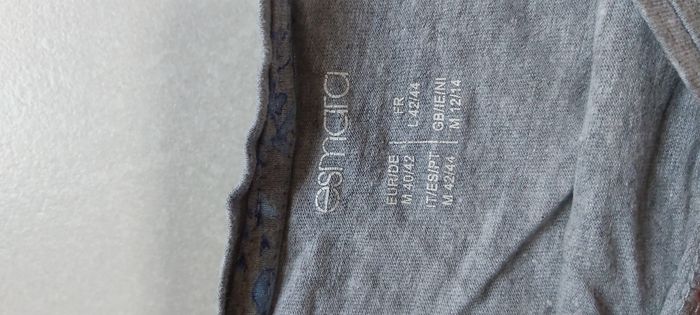 esmara
EUR/DE | FR
M 40/42 | L 42/44
IT/ES/PT | GB/IE/NI
M 42/44 | M 12/14